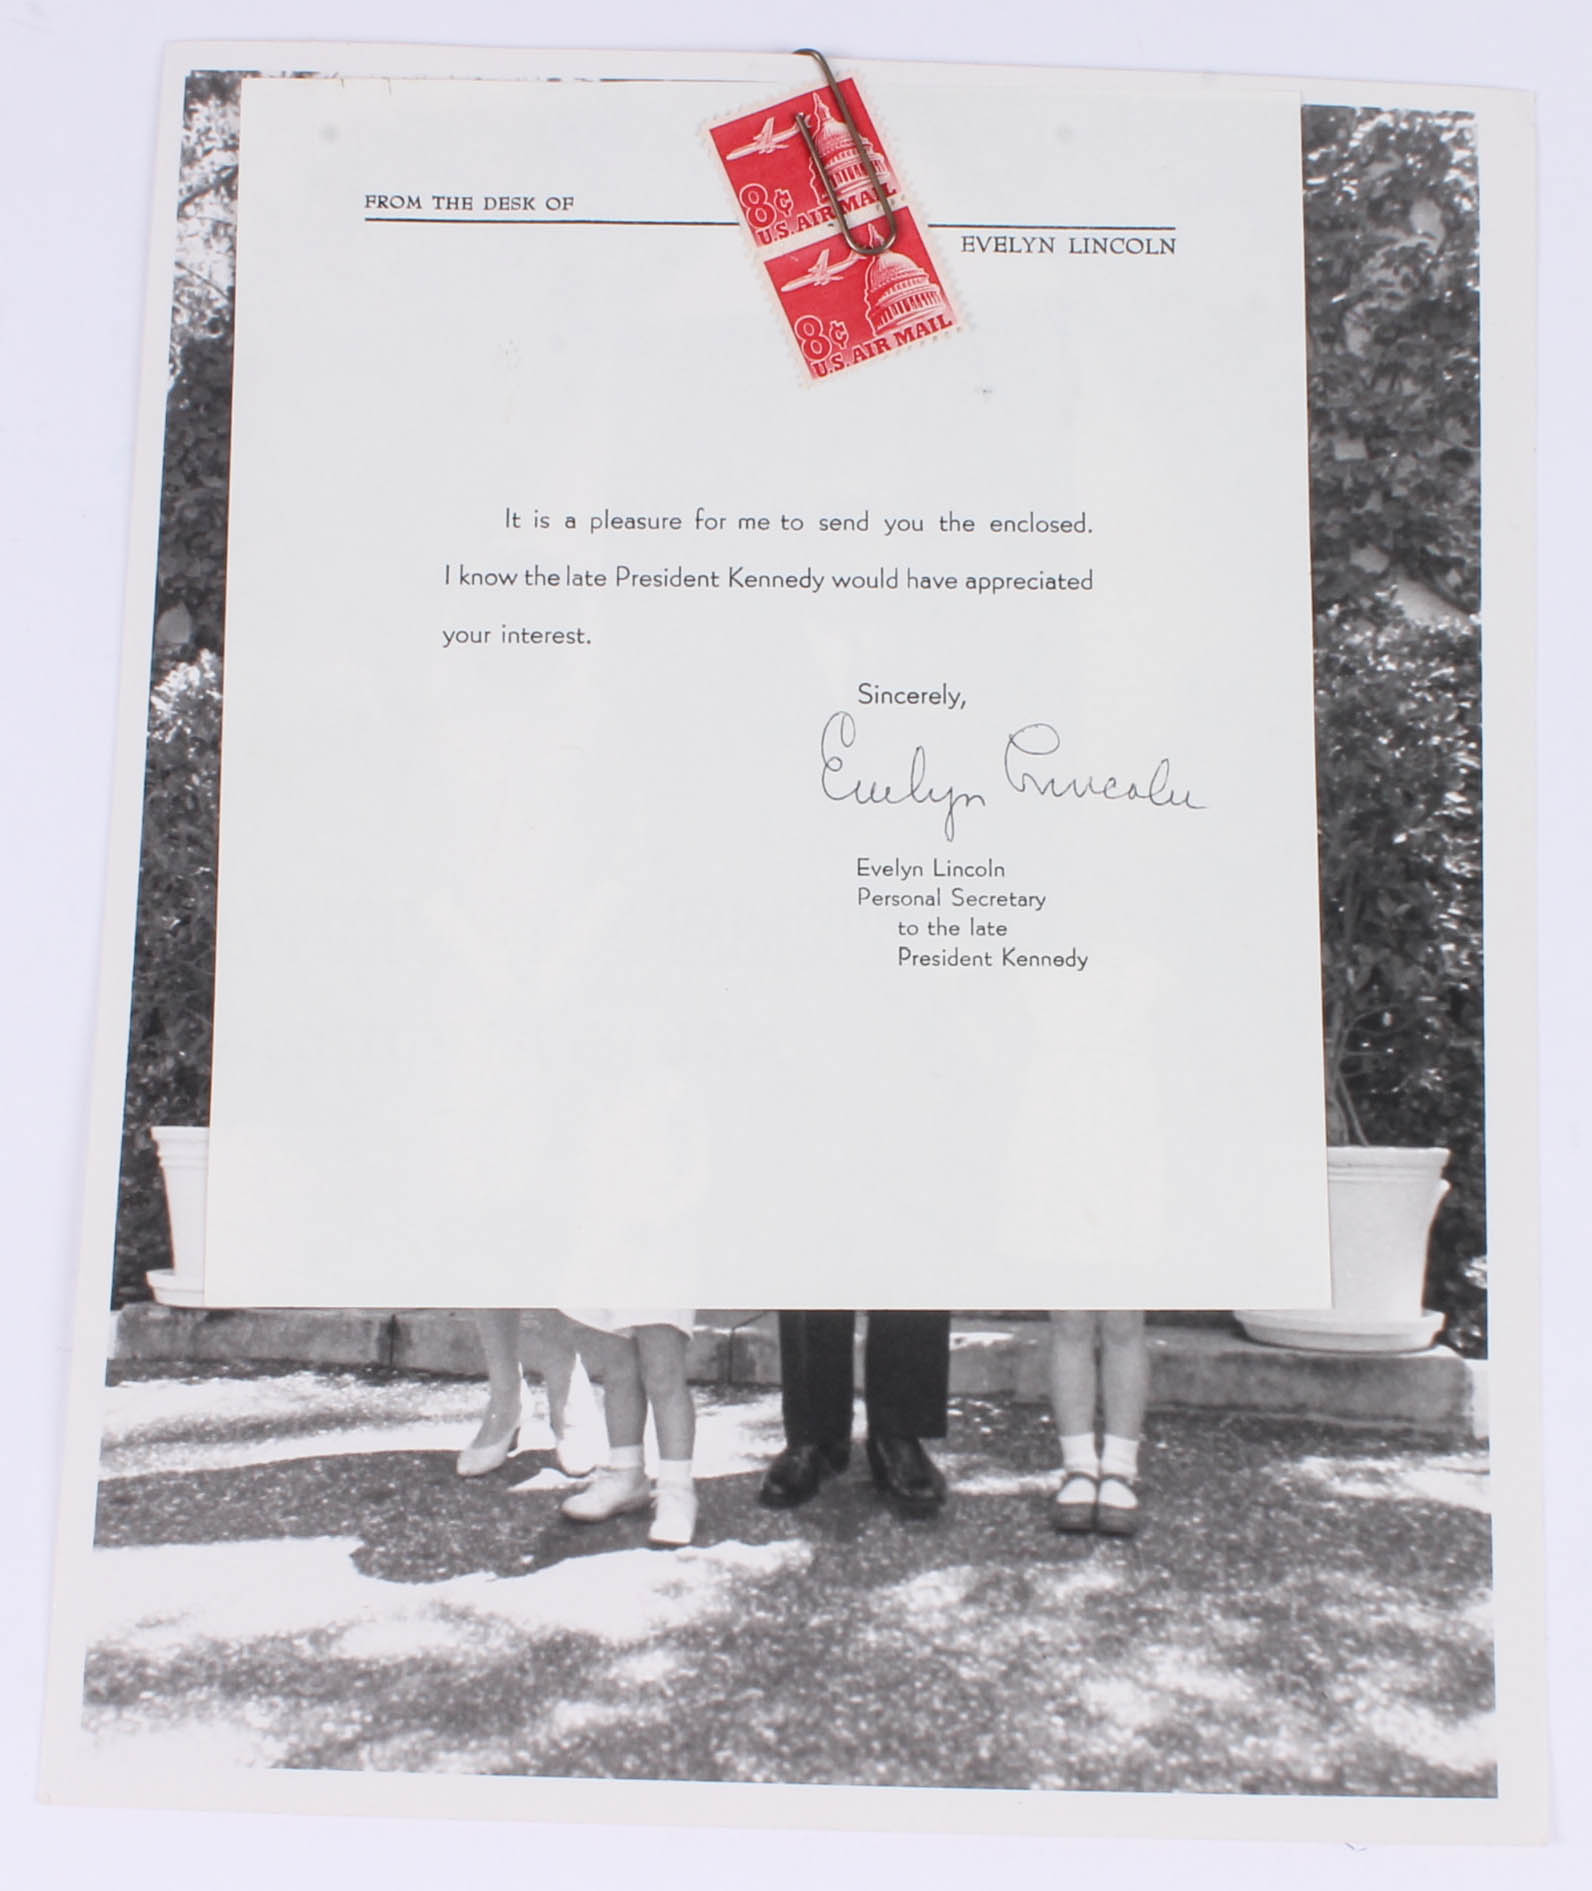 FROM THE DESK OF
EVELYN LINCOLN
8¢
U.S. AIR MAIL
8¢
U.S. AIR MAIL
It is a pleasure for me to send you the enclosed.
I know the late President Kennedy would have appreciated
your interest.
Sincerely,
Evelyn Lincoln
Evelyn Lincoln
Personal Secretary
to the late
President Kennedy